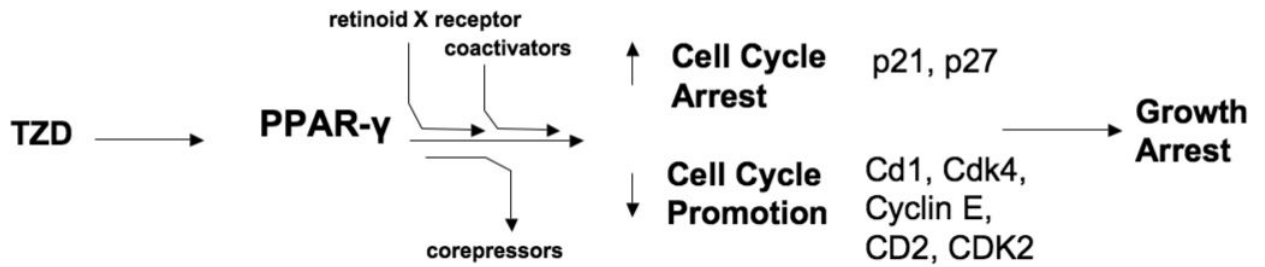 retinoid X receptor
coactivators
TZD
PPAR-γ
corepressors
Cell Cycle
Arrest
p21, p27
Cell Cycle
Promotion
Cd1, Cdk4,
Cyclin E,
CD2, CDK2
Growth
Arrest